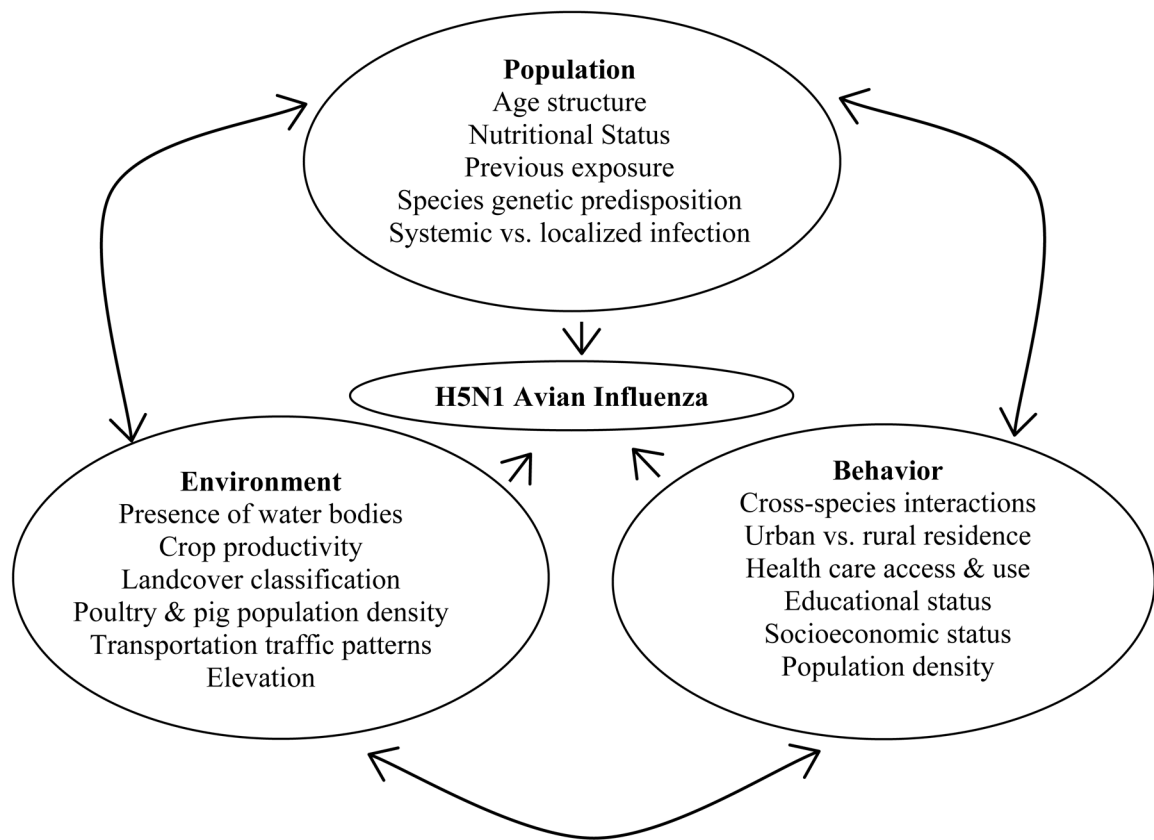 Population
Age structure
Nutritional Status
Previous exposure
Species genetic predisposition
Systemic vs. localized infection
H5N1 Avian Influenza
Environment
Presence of water bodies
Crop productivity
Landcover classification
Poultry & pig population density
Transportation traffic patterns
Elevation
Behavior
Cross-species interactions
Urban vs. rural residence
Health care access & use
Educational status
Socioeconomic status
Population density